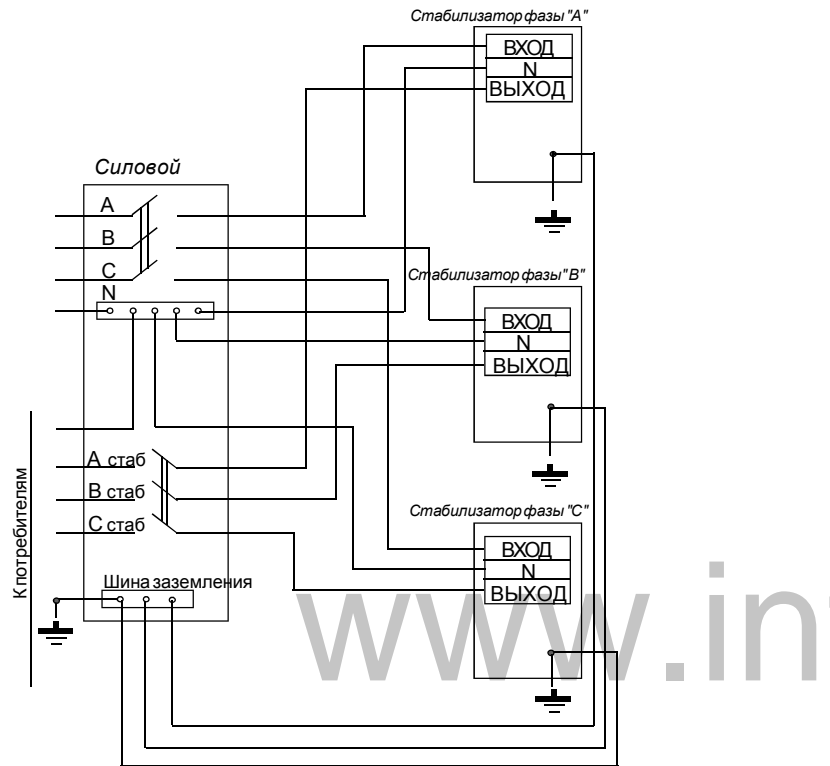 Стабилизатор фазы "А"
ВХОД
N
ВЫХОД
Силовой
А
В
С
N
Стабилизатор фазы "В"
ВХОД
N
ВЫХОД
К потребителям
А стаб
В стаб
С стаб
Стабилизатор фазы "С"
ВХОД
N
ВЫХОД
Шина заземления
www.in